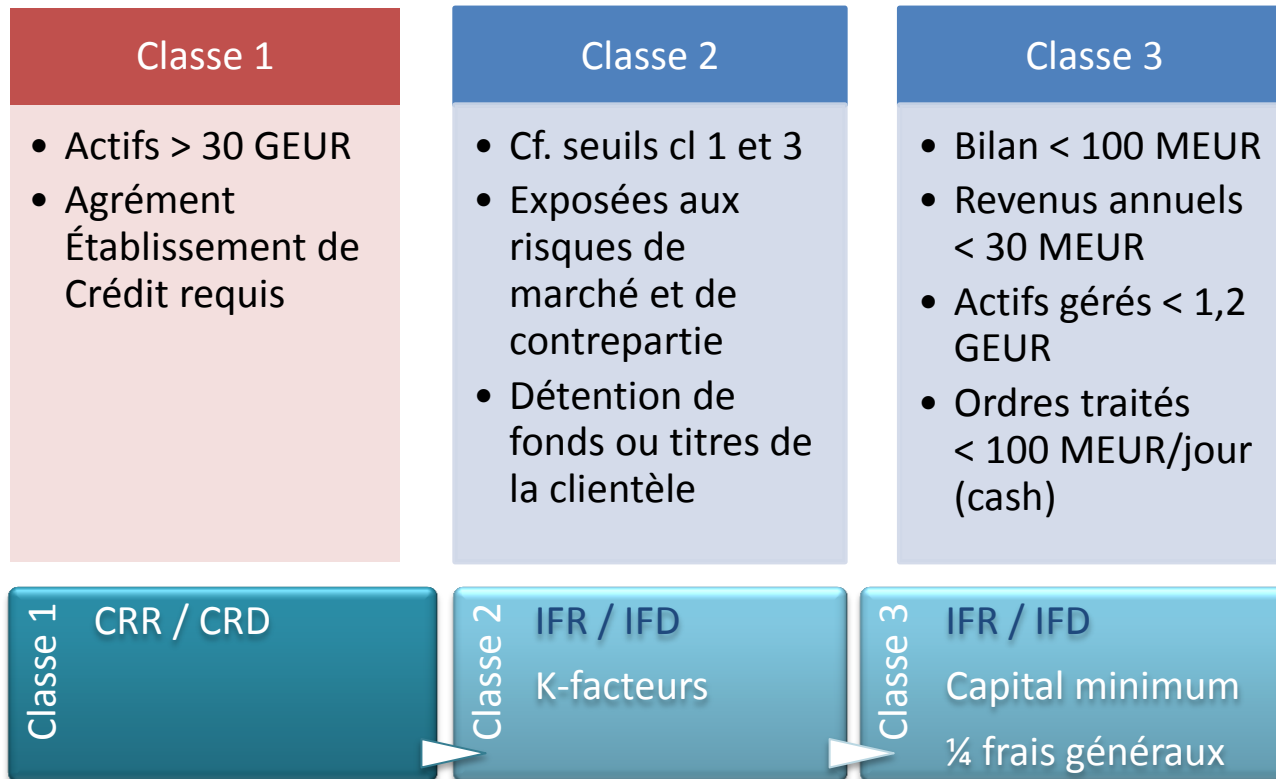 Classe 1
• Actifs > 30 GEUR
• Agrément
Établissement de
Crédit requis
Classe 2
• Cf. seuils cl 1 et 3
• Exposées aux
risques de
marché et de
contrepartie
• Détention de
fonds ou titres de
la clientèle
Classe 3
• Bilan < 100 MEUR
• Revenus annuels
< 30 MEUR
• Actifs gérés < 1,2
GEUR
• Ordres traités
< 100 MEUR/jour
(cash)
Classe 1
CRR / CRD
Classe 2
IFR / IFD
K-facteurs
Classe 3
IFR / IFD
Capital minimum
¼ frais généraux